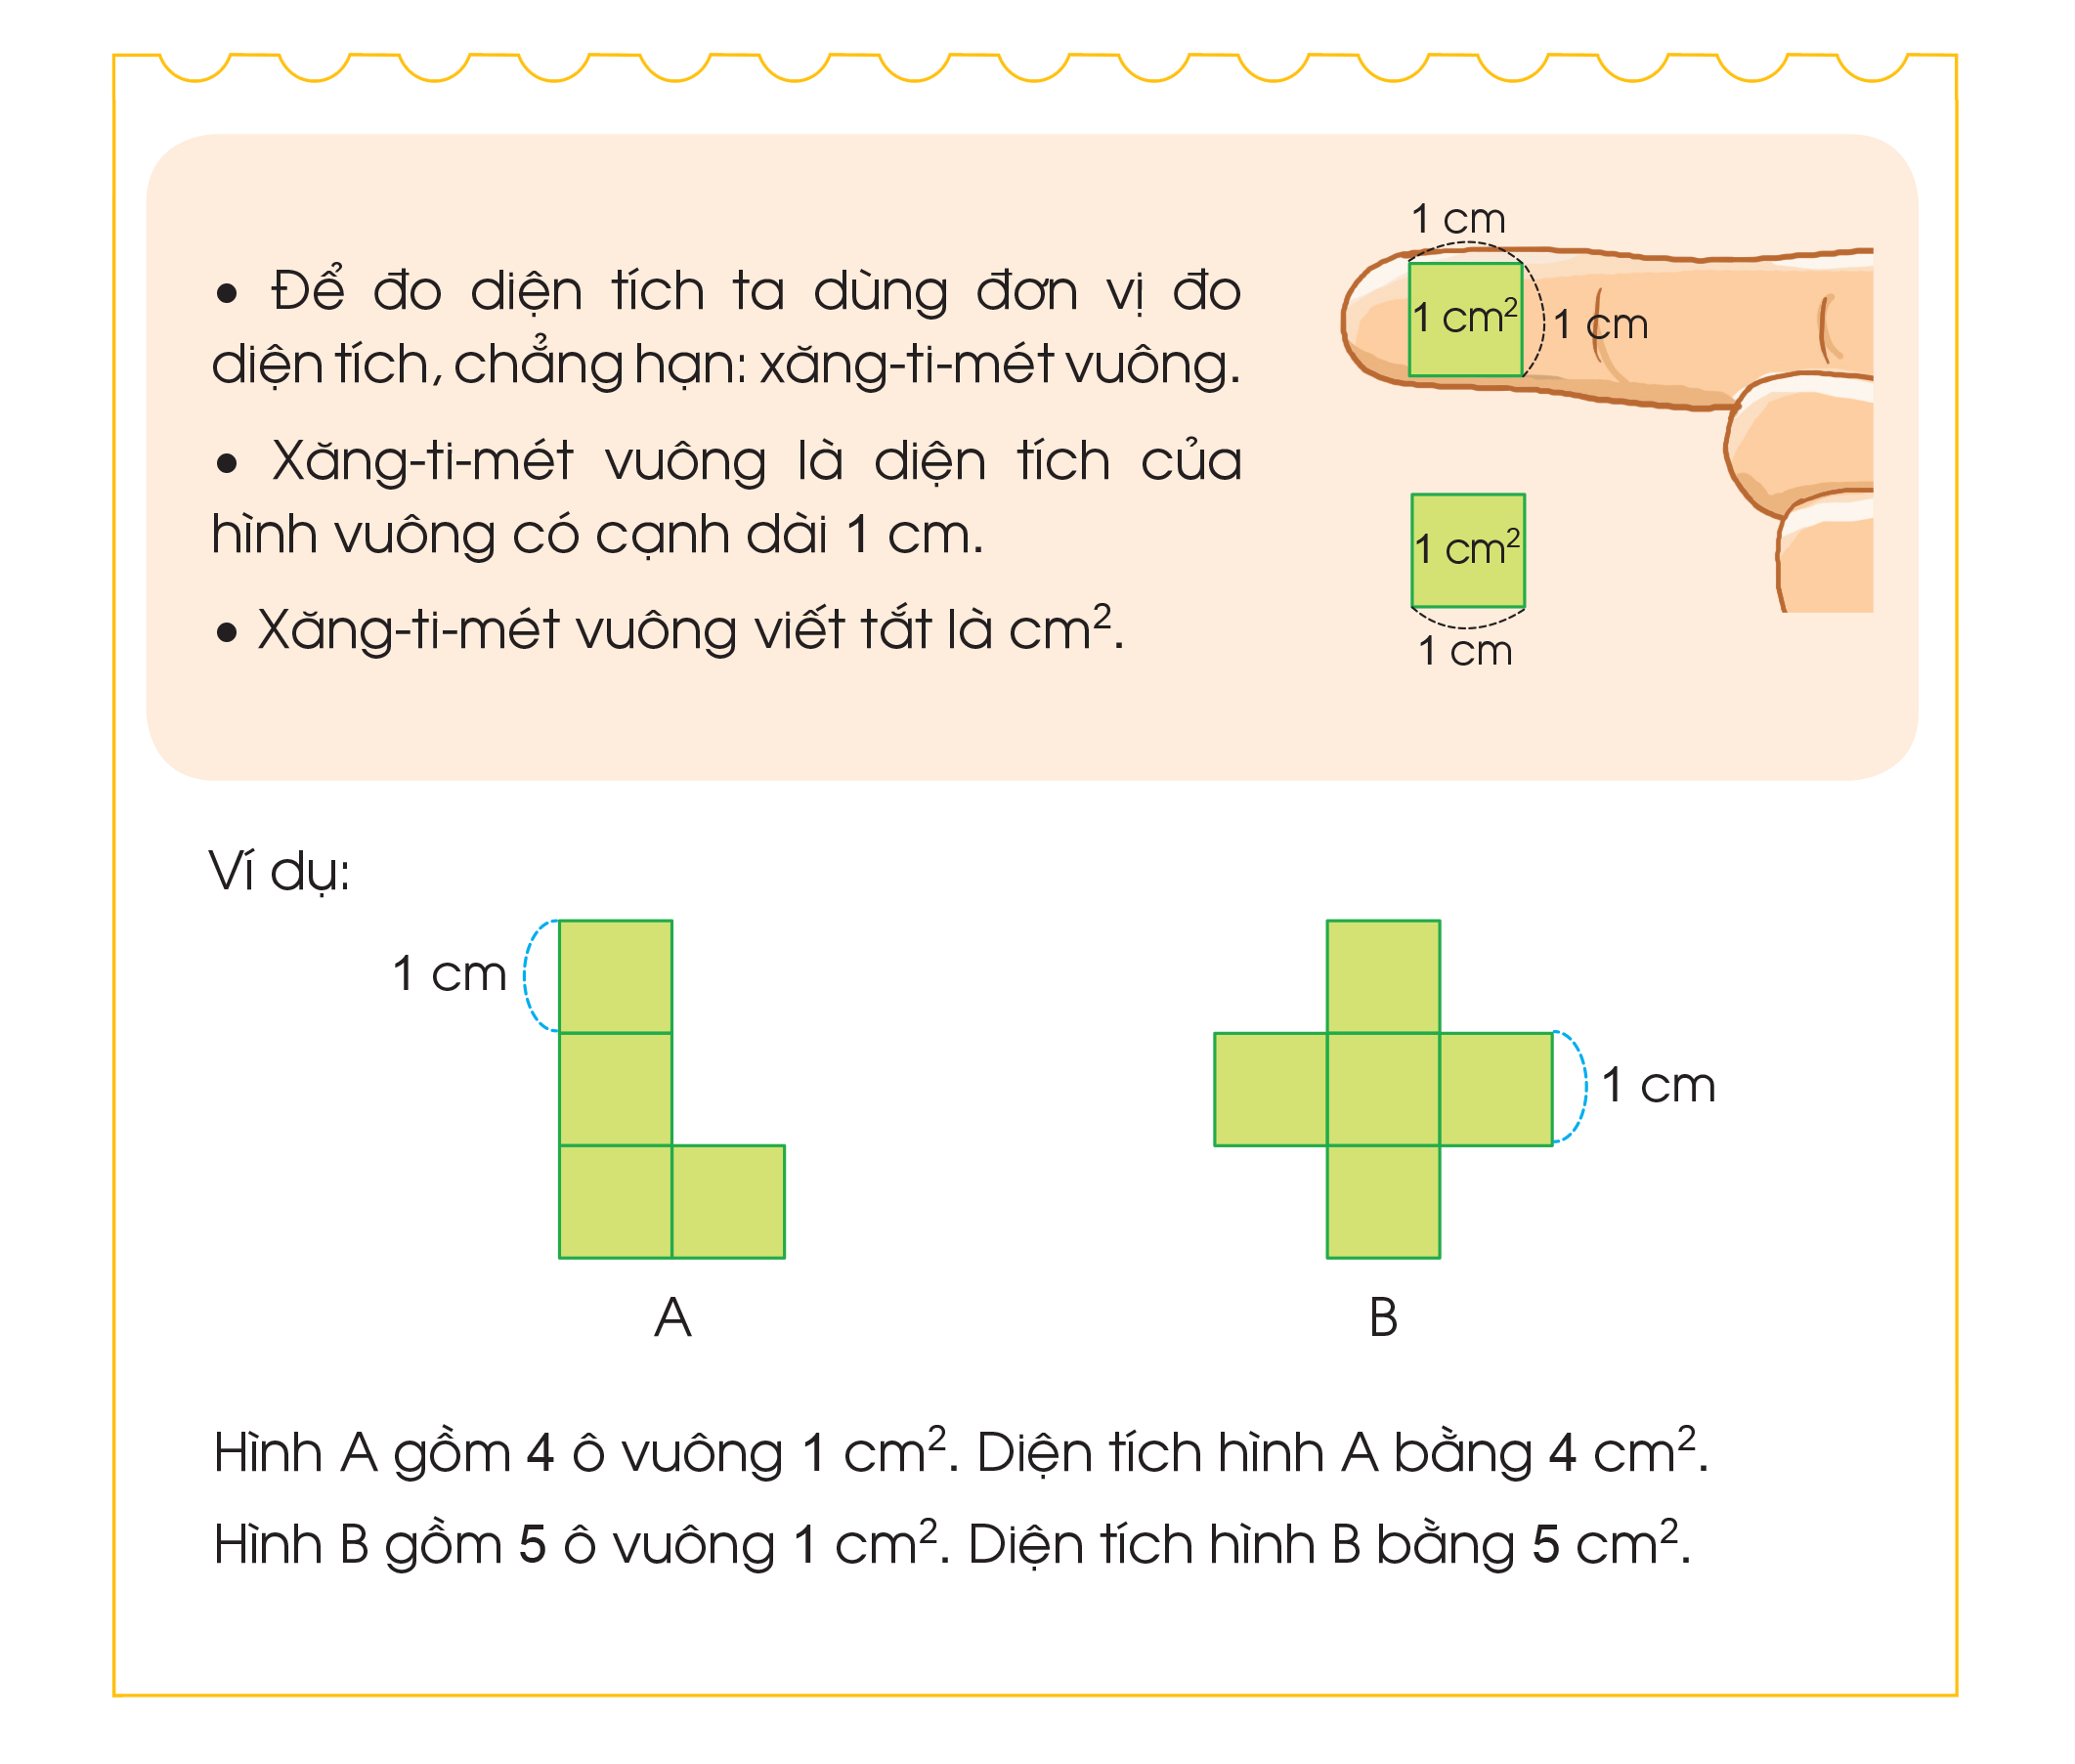 • Để đo diện tích ta dùng đơn vị đo
diện tích, chẳng hạn: xăng-ti-mét vuông.
• Xăng-ti-mét vuông là diện tích của
hình vuông có cạnh dài 1 cm.
• Xăng-ti-mét vuông viết tắt là cm².
1 cm
1 cm²
1 cm
1 cm²
1 cm
Ví dụ:
1 cm
1 cm
A
B
Hình A gồm 4 ô vuông 1 cm². Diện tích hình A bằng 4 cm².
Hình B gồm 5 ô vuông 1 cm². Diện tích hình B bằng 5 cm².